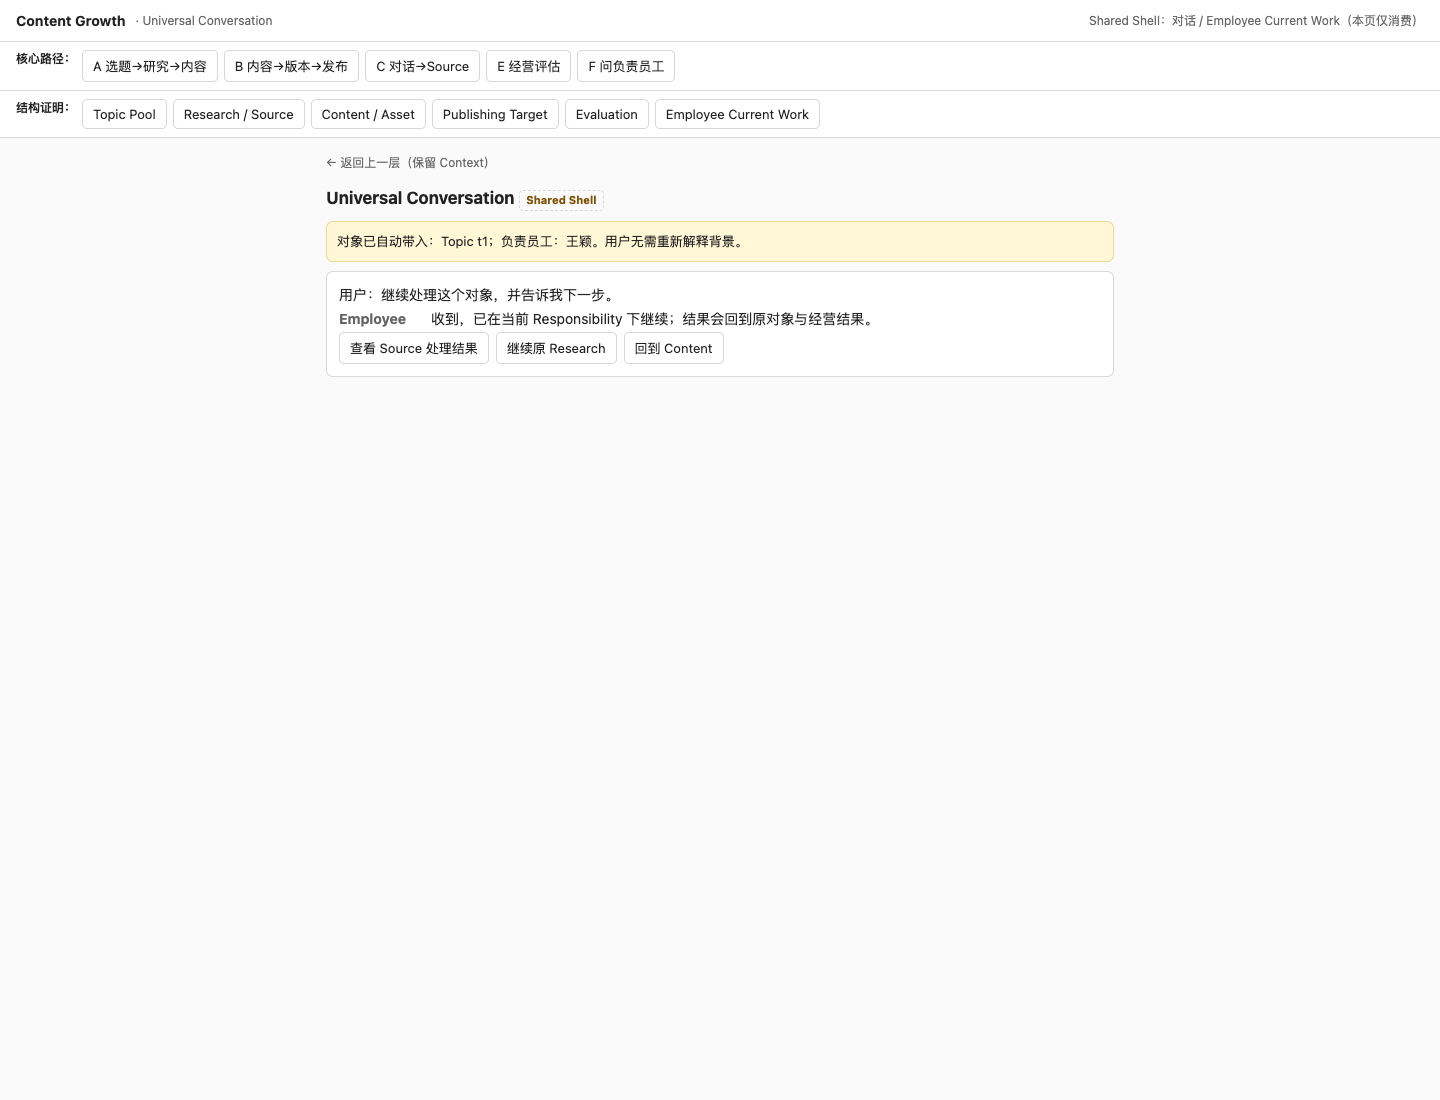 Content Growth · Universal Conversation
Shared Shell：对话 / Employee Current Work（本页仅消费）
核心路径： A 选题→研究→内容 B 内容→版本→发布 C 对话→Source E 经营评估 F 问负责员工
结构证明： Topic Pool Research / Source Content / Asset Publishing Target Evaluation Employee Current Work
← 返回上一层（保留 Context）
Universal Conversation Shared Shell
对象已自动带入：Topic t1；负责员工：王颖。用户无需重新解释背景。
用户：继续处理这个对象，并告诉我下一步。
Employee 收到，已在当前 Responsibility 下继续；结果会回到原对象与经营结果。
查看 Source 处理结果 继续原 Research 回到 Content